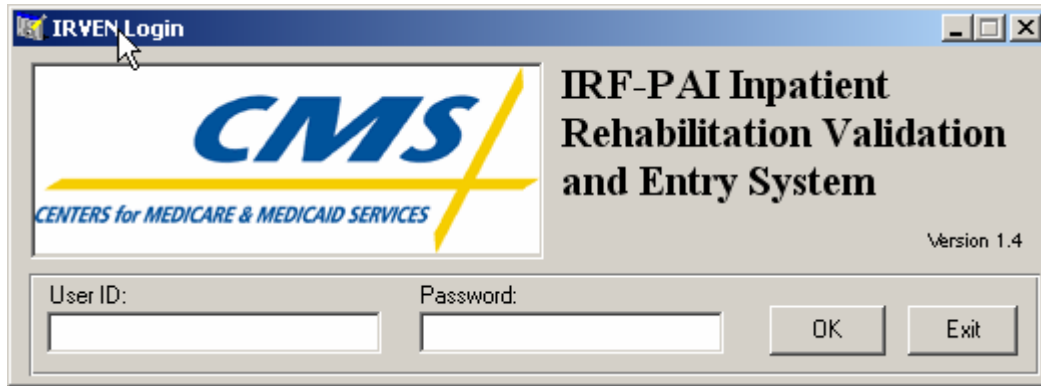 IRVEN Login
CMS
CENTERS for MEDICARE & MEDICAID SERVICES
IRF-PAI Inpatient
Rehabilitation Validation
and Entry System
Version 1.4
User ID:
Password:
OK
Exit